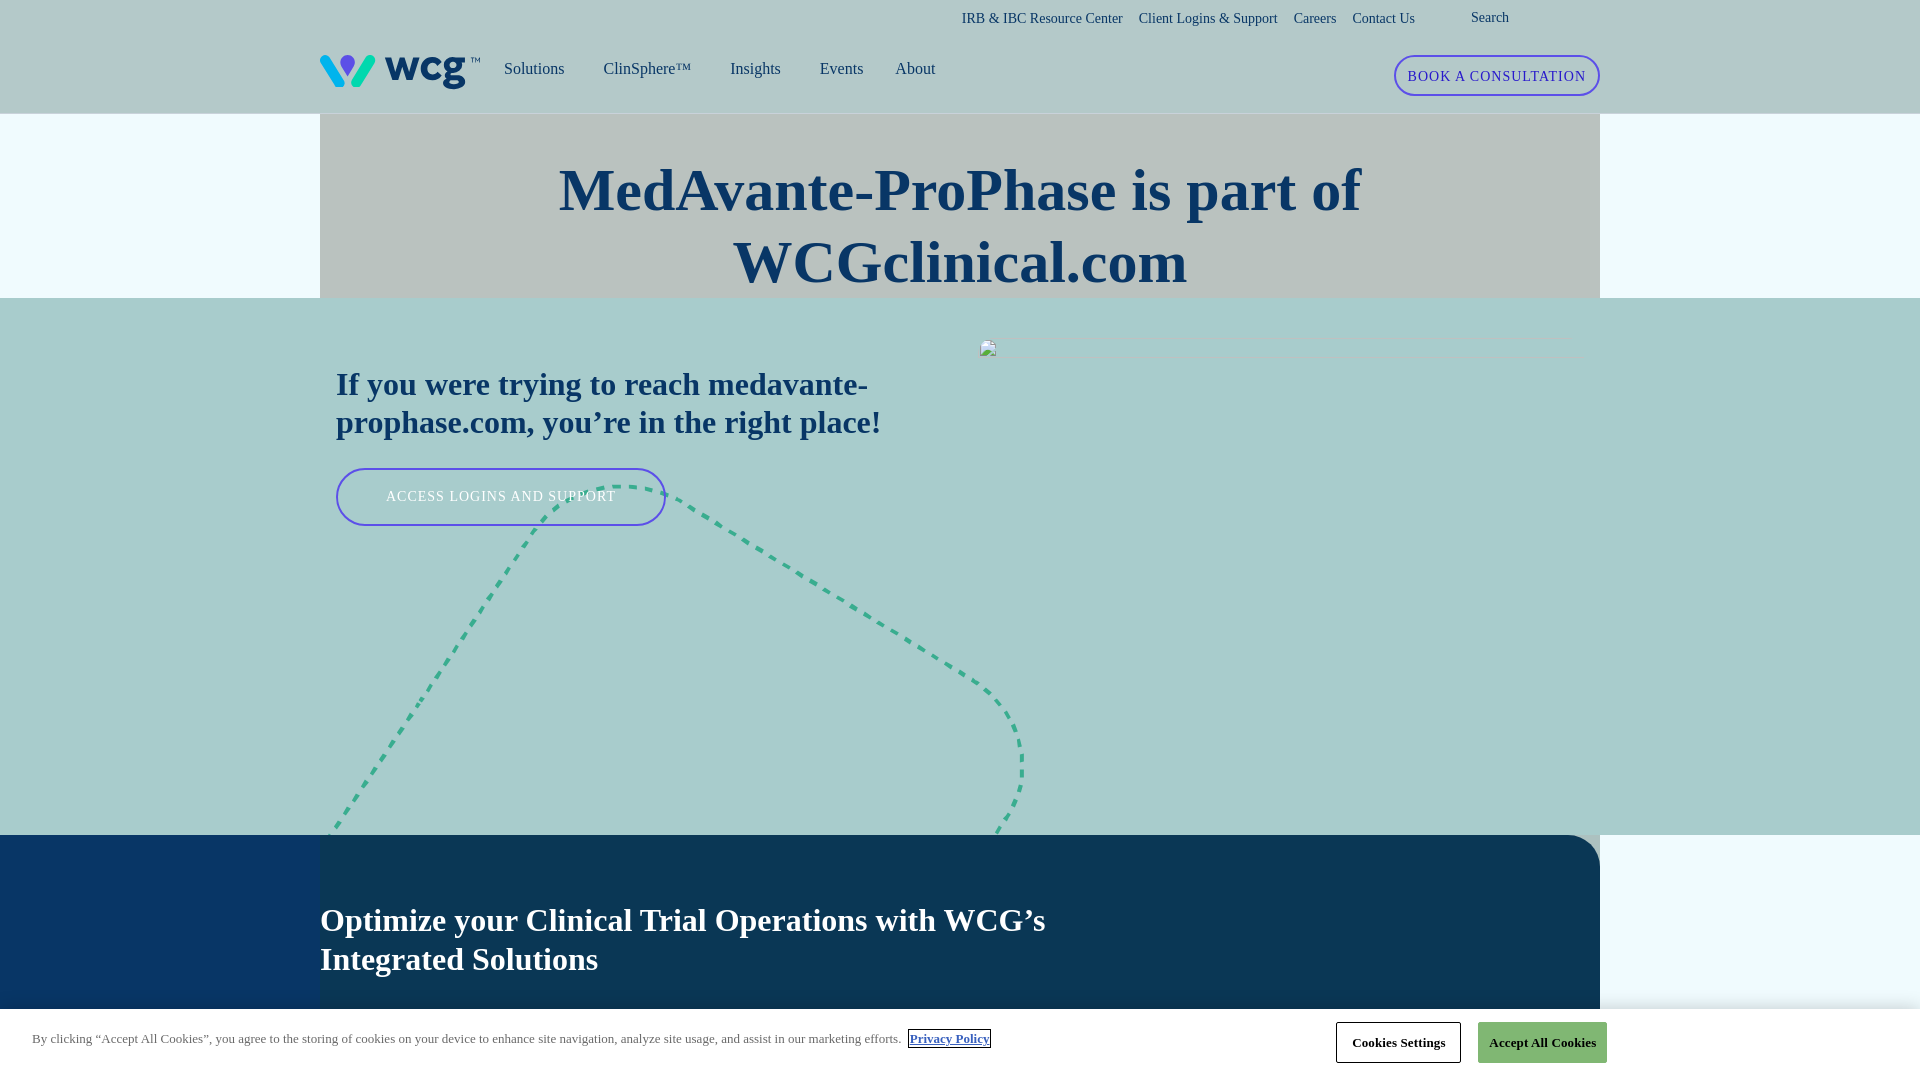 IRB & IBC Resource Center Client Logins & Support Careers Contact Us Search
wcg™ Solutions ClinSphere™ Insights Events About BOOK A CONSULTATION
MedAvante-ProPhase is part of
WCGclinical.com
If you were trying to reach medavante-
prophase.com, you’re in the right place!
ACCESS LOGINS AND SUPPORT
Optimize your Clinical Trial Operations with WCG’s
Integrated Solutions
By clicking “Accept All Cookies”, you agree to the storing of cookies on your device to enhance site navigation, analyze site usage, and assist in our marketing efforts. Privacy Policy Cookies Settings Accept All Cookies